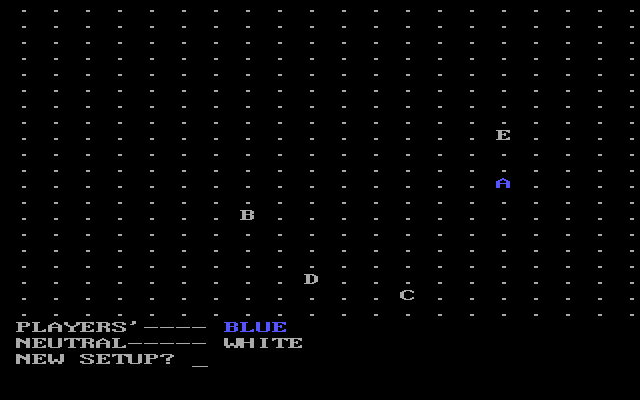 E
A
B
D
C
PLAYERS'---- BLUE
NEUTRAL----- WHITE
NEW SETUP? _